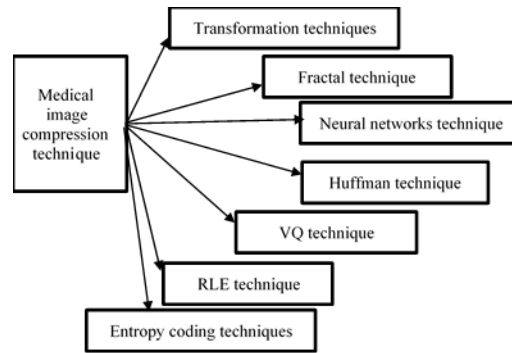 Transformation techniques
Fractal technique
Medical
image
compression
technique
Neural networks technique
Huffman technique
VQ technique
RLE technique
Entropy coding techniques